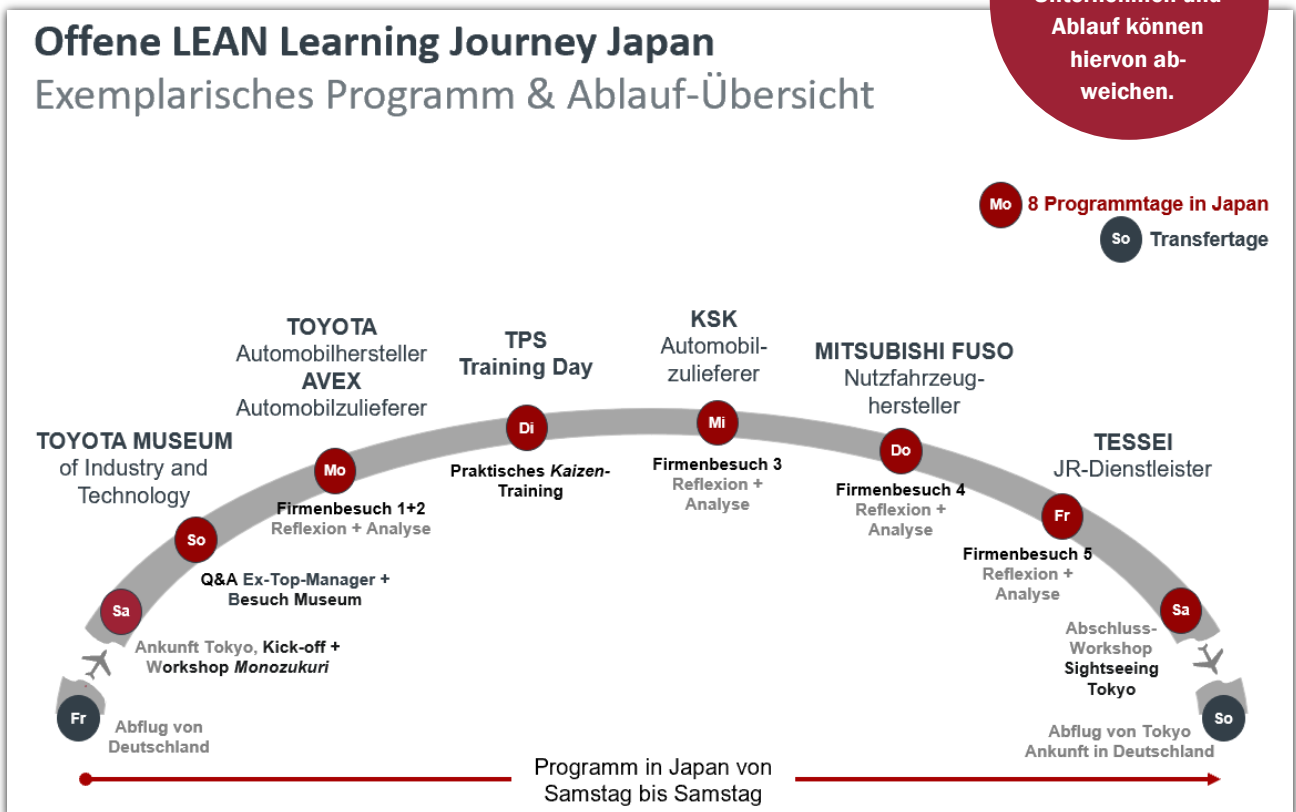 Offene LEAN Learning Journey Japan
Exemplarisches Programm & Ablauf-Übersicht
Ablauf können
hiervon ab-
weichen.
Mo 8 Programmtage in Japan
So Transfertage
TOYOTA MUSEUM
of Industry and
Technology
TOYOTA
Automobilhersteller
AVEX
Automobilzulieferer
TPS
Training Day
KSK
Automobil-
zulieferer
MITSUBISHI FUSO
Nutzfahrzeug-
hersteller
TESSEI
JR-Dienstleister
Fr
Abflug von
Deutschland
Sa
Ankunft Tokyo, Kick-off +
Workshop Monozukuri
So
Q&A Ex-Top-Manager +
Besuch Museum
Mo
Firmenbesuch 1+2
Reflexion + Analyse
Di
Praktisches Kaizen-
Training
Mi
Firmenbesuch 3
Reflexion +
Analyse
Do
Firmenbesuch 4
Reflexion +
Analyse
Fr
Firmenbesuch 5
Reflexion +
Analyse
Sa
Abschluss-
Workshop
Sightseeing
Tokyo
So
Abflug von Tokyo
Ankunft in Deutschland
Programm in Japan von
Samstag bis Samstag